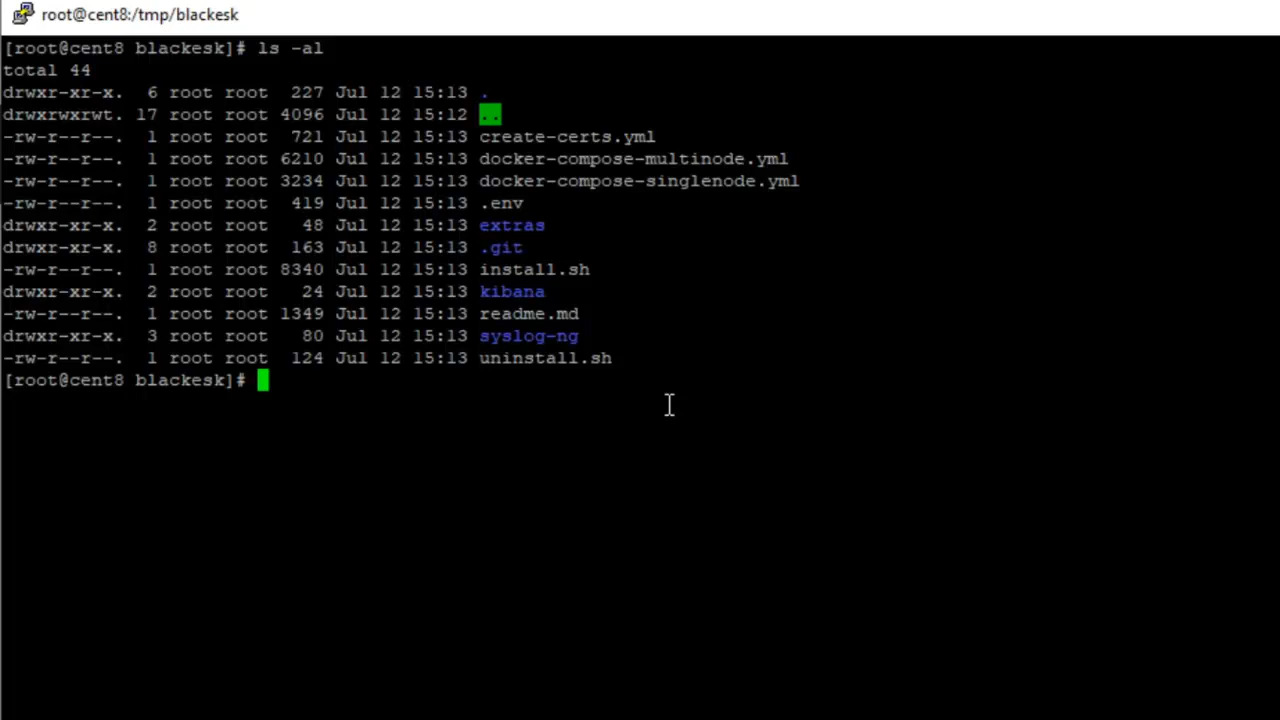 root@cent8:/tmp/blackesk
[root@cent8 blackesk]# ls -al
total 44
drwxr-xr-x.  6 root root  227 Jul 12 15:13 .
drwxrwxrwt. 17 root root 4096 Jul 12 15:12 ..
-rw-r--r--.  1 root root  721 Jul 12 15:13 create-certs.yml
-rw-r--r--.  1 root root 6210 Jul 12 15:13 docker-compose-multinode.yml
-rw-r--r--.  1 root root 3234 Jul 12 15:13 docker-compose-singlenode.yml
-rw-r--r--.  1 root root  419 Jul 12 15:13 .env
drwxr-xr-x.  2 root root   48 Jul 12 15:13 extras
drwxr-xr-x.  8 root root  163 Jul 12 15:13 .git
-rw-r--r--.  1 root root 8340 Jul 12 15:13 install.sh
drwxr-xr-x.  2 root root   24 Jul 12 15:13 kibana
-rw-r--r--.  1 root root 1349 Jul 12 15:13 readme.md
drwxr-xr-x.  3 root root   80 Jul 12 15:13 syslog-ng
-rw-r--r--.  1 root root  124 Jul 12 15:13 uninstall.sh
[root@cent8 blackesk]#